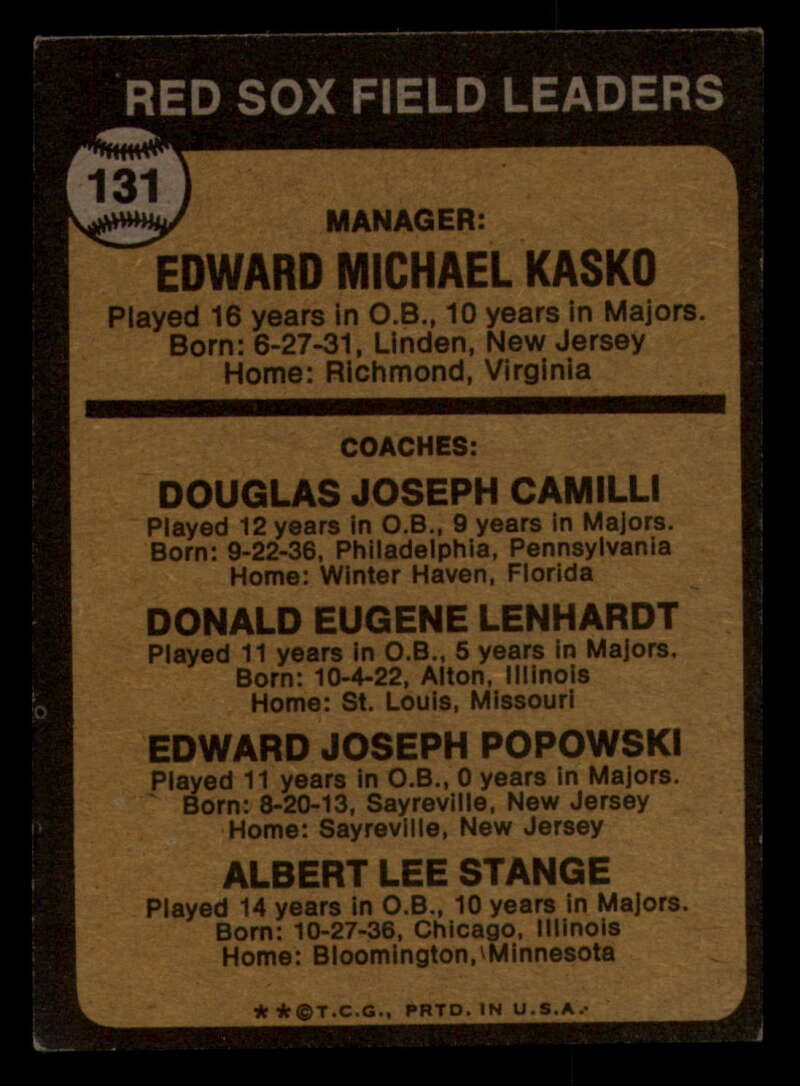 RED SOX FIELD LEADERS
131
MANAGER:
EDWARD MICHAEL KASKO
Played 16 years in O.B., 10 years in Majors.
Born: 6-27-31, Linden, New Jersey
Home: Richmond, Virginia
COACHES:
DOUGLAS JOSEPH CAMILLI
Played 12 years in O.B., 9 years in Majors.
Born: 9-22-36, Philadelphia, Pennsylvania
Home: Winter Haven, Florida
DONALD EUGENE LENHARDT
Played 11 years in O.B., 5 years in Majors.
Born: 10-4-22, Alton, Illinois
Home: St. Louis, Missouri
EDWARD JOSEPH POPOWSKI
Played 11 years in O.B., 0 years in Majors.
Born: 8-20-13, Sayreville, New Jersey
Home: Sayreville, New Jersey
ALBERT LEE STANGE
Played 14 years in O.B., 10 years in Majors.
Born: 10-27-36, Chicago, Illinois
Home: Bloomington, Minnesota
**©T.C.G., PRTD. IN U.S.A.